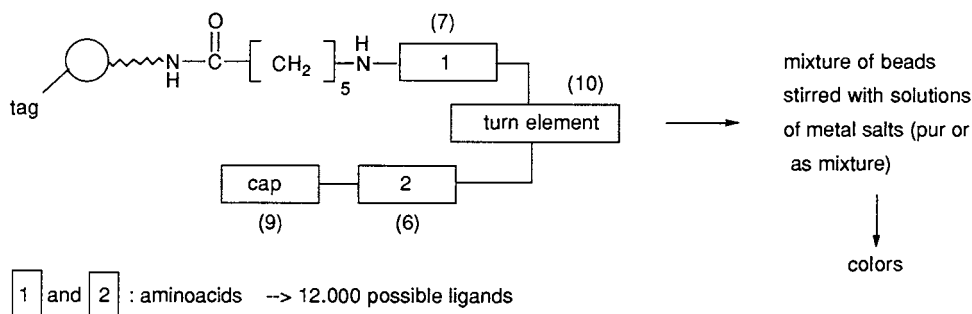 (7)
O
N H C CH2 5 H N 1
tag
(10)
turn element
cap 2
(9) (6)
mixture of beads
stirred with solutions
of metal salts (pur or
as mixture)
colors
1 and 2 : aminoacids --> 12.000 possible ligands